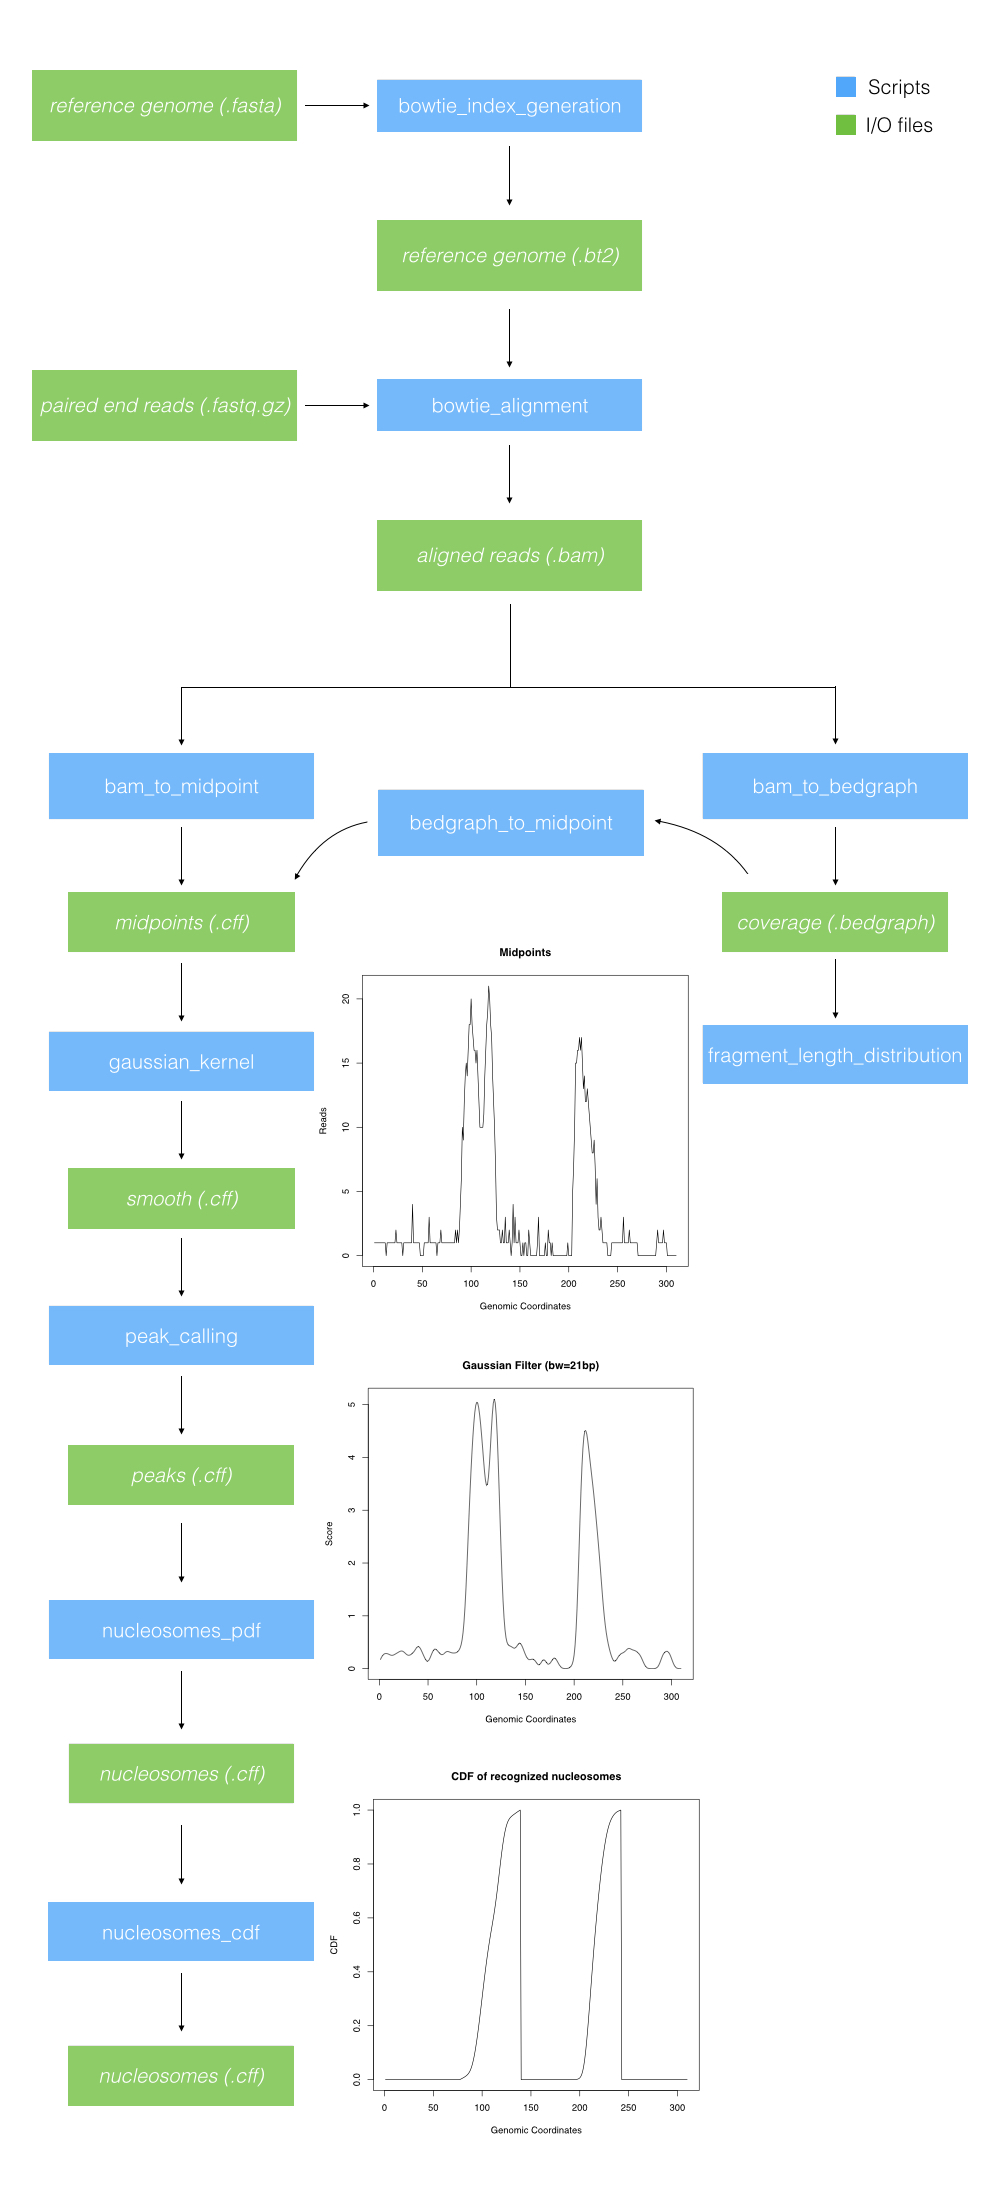 reference genome (.fasta)
bowtie_index_generation
Scripts
I/O files
reference genome (.bt2)
paired end reads (.fastq.gz)
bowtie_alignment
aligned reads (.bam)
bam_to_midpoint
bam_to_bedgraph
bedgraph_to_midpoint
midpoints (.cff)
coverage (.bedgraph)
gaussian_kernel
fragment_length_distribution
smooth (.cff)
peak_calling
peaks (.cff)
nucleosomes_pdf
nucleosomes (.cff)
nucleosomes_cdf
nucleosomes (.cff)
Midpoints
Reads
20
15
10
5
0
0 50 100 150 200 250 300
Genomic Coordinates
Gaussian Filter (bw=21bp)
Score
5
4
3
2
1
0
0 50 100 150 200 250 300
Genomic Coordinates
CDF of recognized nucleosomes
CDF
1.0
0.8
0.6
0.4
0.2
0.0
0 50 100 150 200 250 300
Genomic Coordinates